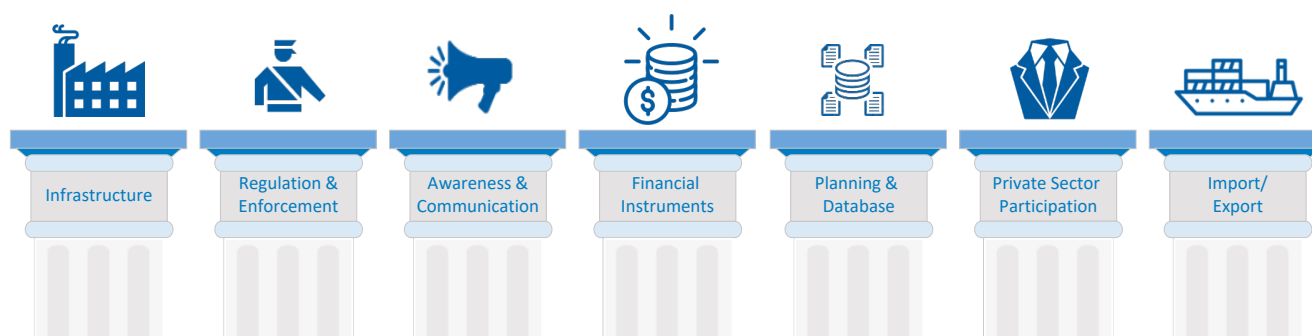 Infrastructure
Regulation &
Enforcement
Awareness &
Communication
$
Financial
Instruments
Planning &
Database
Private Sector
Participation
Import/
Export